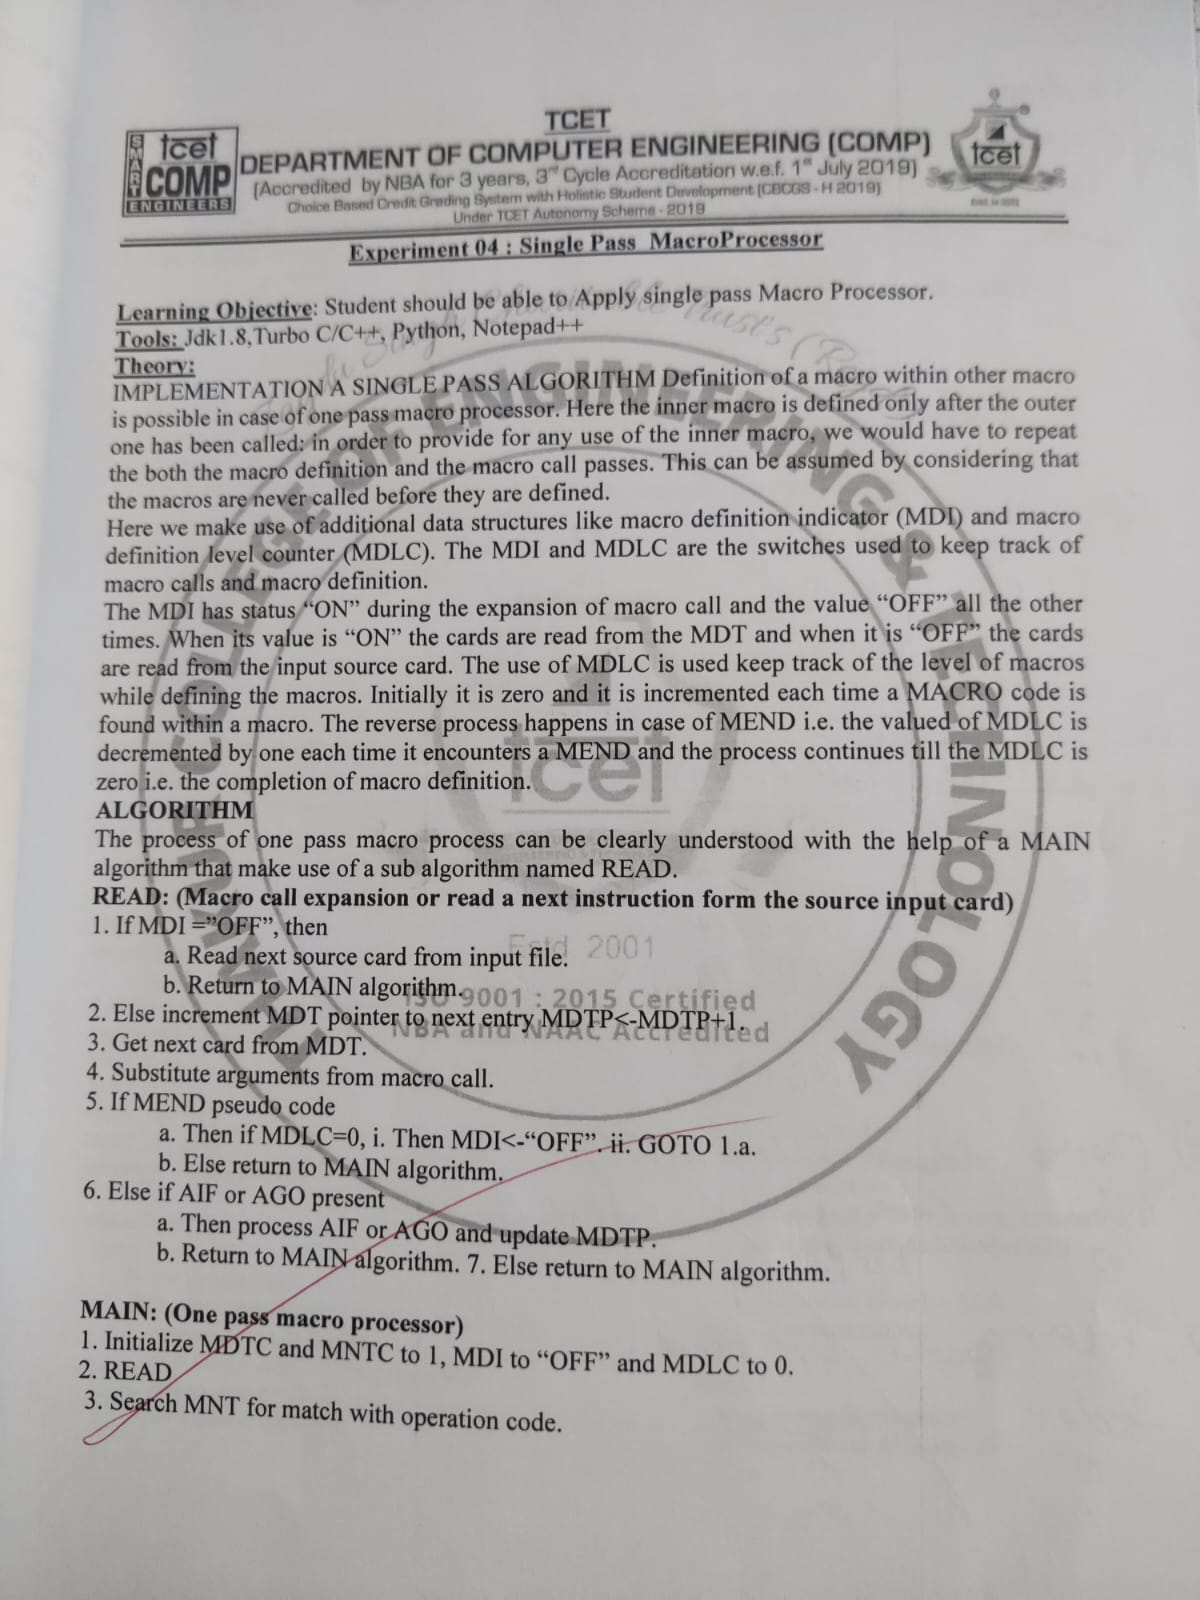 TCET
DEPARTMENT OF COMPUTER ENGINEERING (COMP)
(Accredited by NBA for 3 years, 3rd Cycle Accreditation w.e.f. 1st July 2019)
Choice Based Credit Grading System with Holistic Student Development (CBCGS - H 2019)
Under TCET Autonomy Scheme - 2019
SMART
tcet
COMP
ENGINEERS
tcet
Experiment 04 : Single Pass MacroProcessor
Learning Objective: Student should be able to Apply single pass Macro Processor.
Tools: Jdk1.8,Turbo C/C++, Python, Notepad++
Theory:
IMPLEMENTATION A SINGLE PASS ALGORITHM Definition of a macro within other macro
is possible in case of one pass macro processor. Here the inner macro is defined only after the outer
one has been called: in order to provide for any use of the inner macro, we would have to repeat
the both the macro definition and the macro call passes. This can be assumed by considering that
the macros are never called before they are defined.
Here we make use of additional data structures like macro definition indicator (MDI) and macro
definition level counter (MDLC). The MDI and MDLC are the switches used to keep track of
macro calls and macro definition.
The MDI has status “ON” during the expansion of macro call and the value “OFF” all the other
times. When its value is “ON” the cards are read from the MDT and when it is “OFF” the cards
are read from the input source card. The use of MDLC is used keep track of the level of macros
while defining the macros. Initially it is zero and it is incremented each time a MACRO code is
found within a macro. The reverse process happens in case of MEND i.e. the valued of MDLC is
decremented by one each time it encounters a MEND and the process continues till the MDLC is
zero i.e. the completion of macro definition.
ALGORITHM
The process of one pass macro process can be clearly understood with the help of a MAIN
algorithm that make use of a sub algorithm named READ.
READ: (Macro call expansion or read a next instruction form the source input card)
1. If MDI =”OFF”, then
a. Read next source card from input file.
b. Return to MAIN algorithm.
2. Else increment MDT pointer to next entry MDTP<-MDTP+1.
3. Get next card from MDT.
4. Substitute arguments from macro call.
5. If MEND pseudo code
a. Then if MDLC=0, i. Then MDI<-“OFF”. ii. GOTO 1.a.
b. Else return to MAIN algorithm.
6. Else if AIF or AGO present
a. Then process AIF or AGO and update MDTP.
b. Return to MAIN algorithm. 7. Else return to MAIN algorithm.
MAIN: (One pass macro processor)
1. Initialize MDTC and MNTC to 1, MDI to “OFF” and MDLC to 0.
2. READ
3. Search MNT for match with operation code.
THAKUR COLLEGE OF ENGINEERING & TECHNOLOGY
tcet
Estd. 2001
ISO 9001 : 2015 Certified
NBA and NAAC Accredited